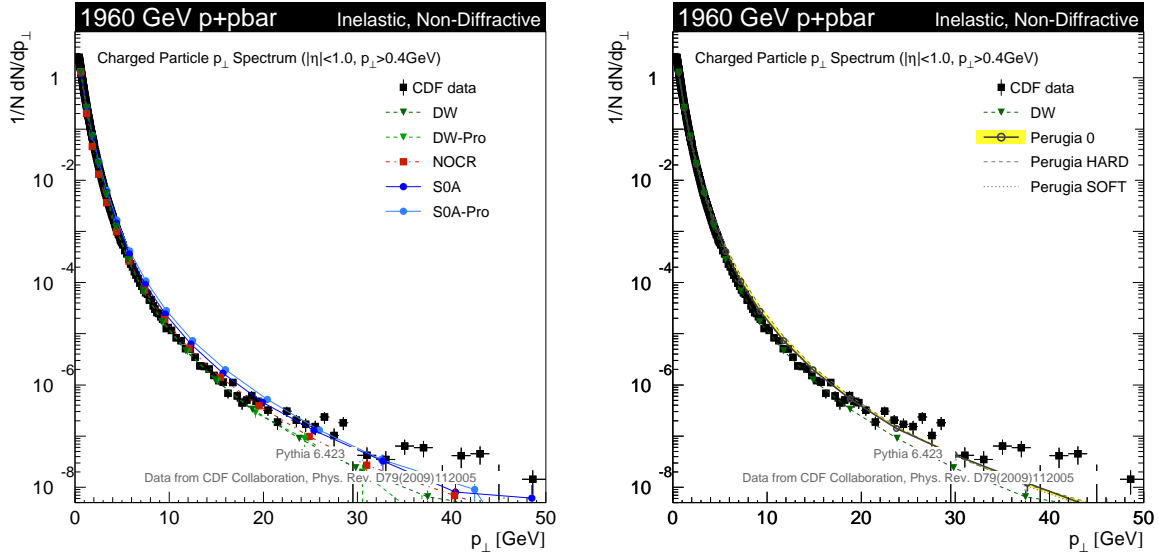 1960 GeV p+pbar Inelastic, Non-Diffractive
Charged Particle p⊥ Spectrum (|η|<1.0, p⊥>0.4GeV)
1/N dN/dp⊥
CDF data
DW
DW-Pro
NOCR
S0A
S0A-Pro
1
10 -2
10 -4
10 -6
10 -8
Pythia 6.423
Data from CDF Collaboration, Phys. Rev. D79(2009)112005
0 10 20 30 40 50
p⊥ [GeV]
1960 GeV p+pbar Inelastic, Non-Diffractive
Charged Particle p⊥ Spectrum (|η|<1.0, p⊥>0.4GeV)
1/N dN/dp⊥
CDF data
DW
Perugia 0
Perugia HARD
Perugia SOFT
1
10 -2
10 -4
10 -6
10 -8
Pythia 6.423
Data from CDF Collaboration, Phys. Rev. D79(2009)112005
0 10 20 30 40 50
p⊥ [GeV]